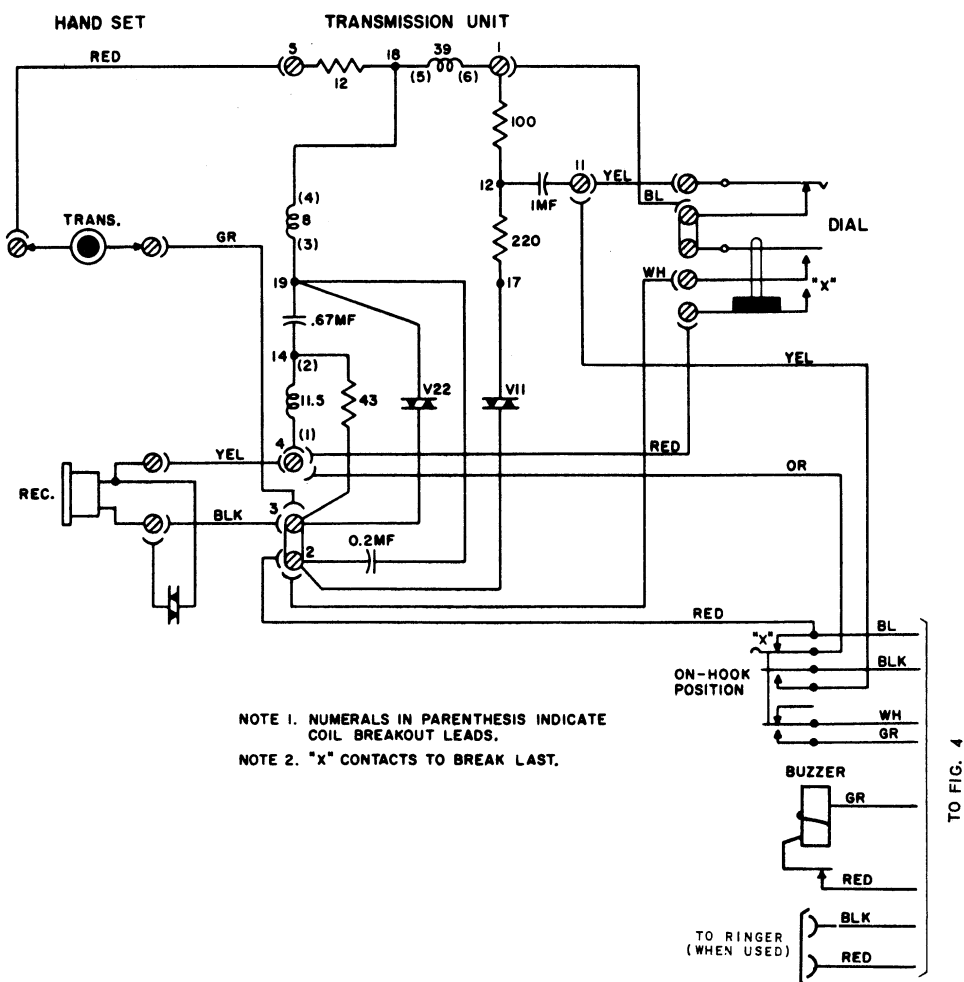 HAND SET
TRANSMISSION UNIT
RED
5
12
18
39
(5)
(6)
1
100
12
1MF
11
YEL
BL
DIAL
220
17
WH
"X"
YEL
TRANS.
GR
(4)
8
(3)
19
.67MF
14
(2)
11.5
43
(1)
V22
V11
4
RED
OR
REC.
YEL
BLK
3
2
0.2MF
RED
"X"
BL
BLK
ON-HOOK
POSITION
WH
GR
NOTE 1. NUMERALS IN PARENTHESIS INDICATE
COIL BREAKOUT LEADS.
NOTE 2. "X" CONTACTS TO BREAK LAST.
BUZZER
GR
RED
TO RINGER
(WHEN USED)
BLK
RED
TO FIG. 4